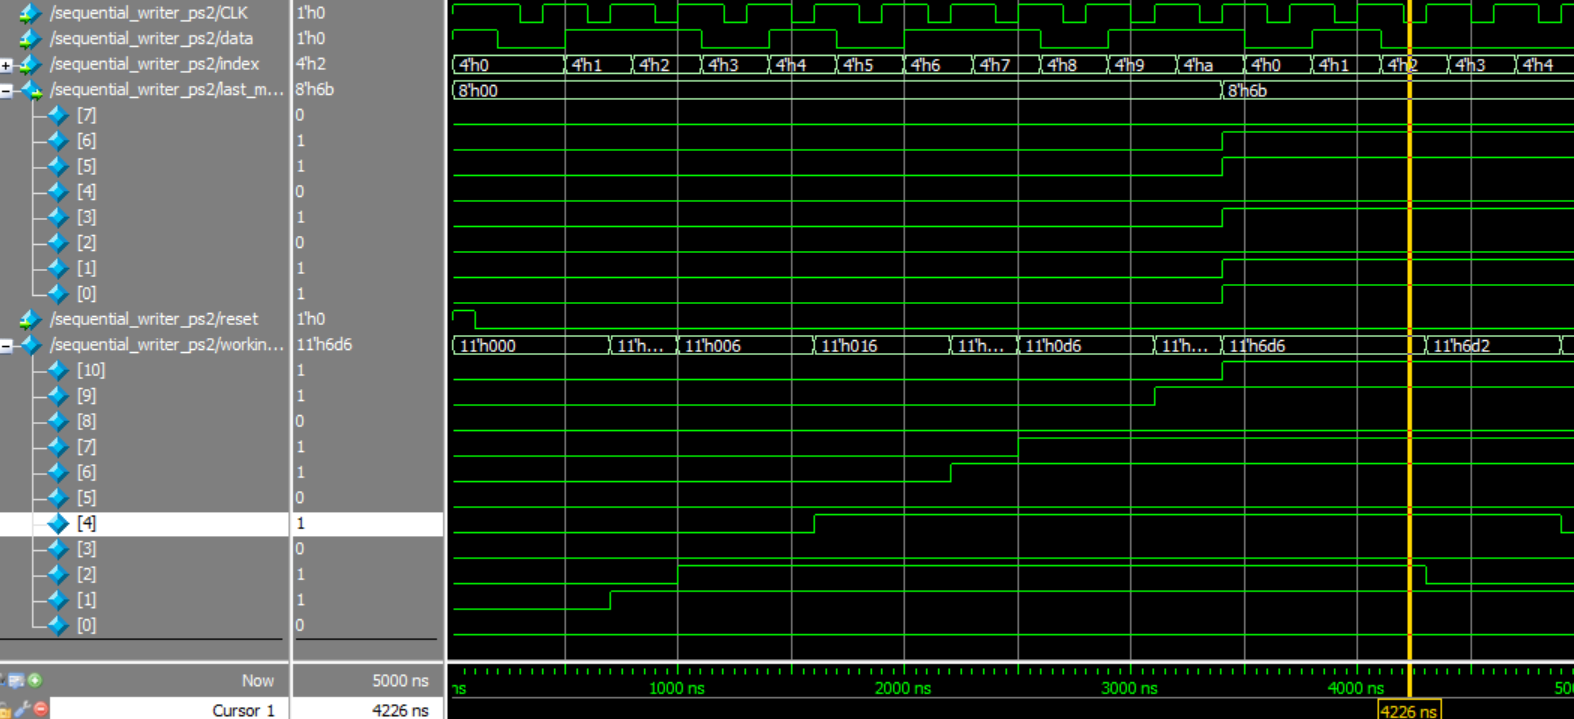 /sequential_writer_ps2/CLK 1'h0
/sequential_writer_ps2/data 1'h0
/sequential_writer_ps2/index 4'h2 4'h0 4'h1 4'h2 4'h3 4'h4 4'h5 4'h6 4'h7 4'h8 4'h9 4'ha 4'h0 4'h1 4'h2 4'h3 4'h4
/sequential_writer_ps2/last_m... 8'h6b 8'h00 8'h6b
[7] 0
[6] 1
[5] 1
[4] 0
[3] 1
[2] 0
[1] 1
[0] 1
/sequential_writer_ps2/reset 1'h0
/sequential_writer_ps2/workin... 11'h6d6 11'h000 11'h... 11'h006 11'h016 11'h... 11'h0d6 11'h... 11'h6d6 11'h6d2
[10] 1
[9] 1
[8] 0
[7] 1
[6] 1
[5] 0
[4] 1
[3] 0
[2] 1
[1] 1
[0] 0
Now 5000 ns ns 1000 ns 2000 ns 3000 ns 4000 ns
Cursor 1 4226 ns 4226 ns